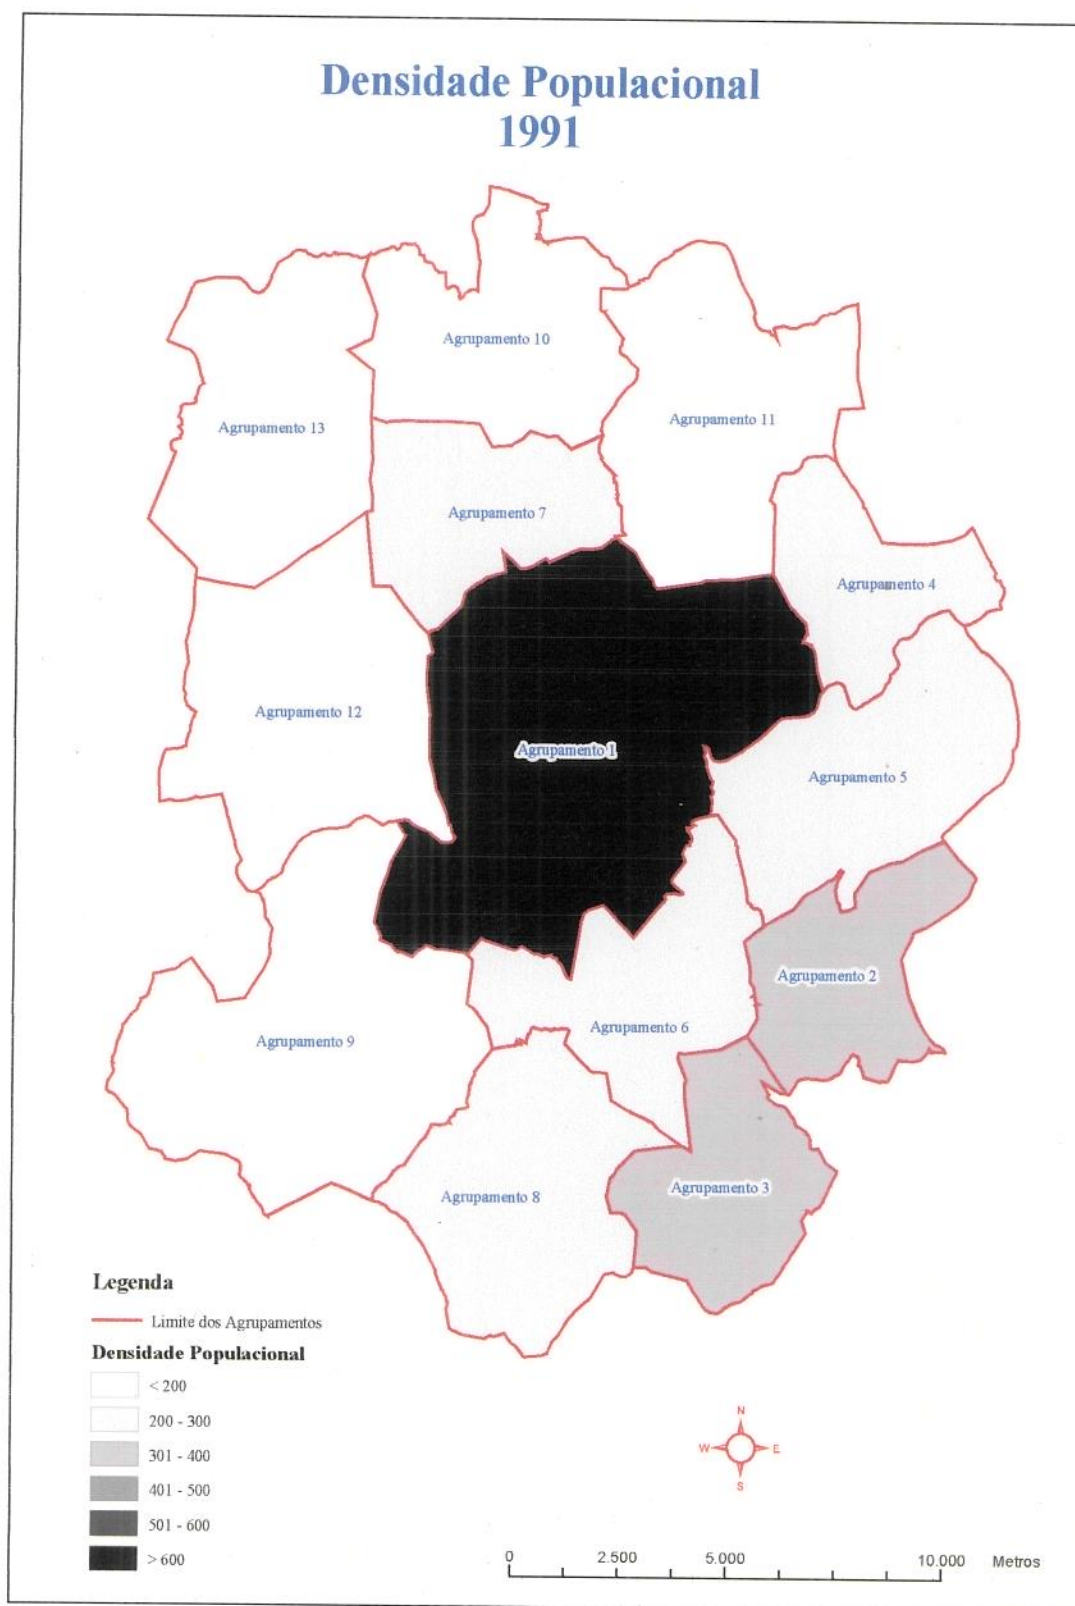 Densidade Populacional
1991
Agrupamento 10
Agrupamento 11
Agrupamento 13
Agrupamento 7
Agrupamento 4
Agrupamento 12
Agrupamento 1
Agrupamento 5
Agrupamento 2
Agrupamento 6
Agrupamento 9
Agrupamento 3
Agrupamento 8
Legenda
Limite dos Agrupamentos
Densidade Populacional
< 200
200 - 300
301 - 400
401 - 500
501 - 600
> 600
N
W E
S
0 2.500 5.000 10.000 Metros